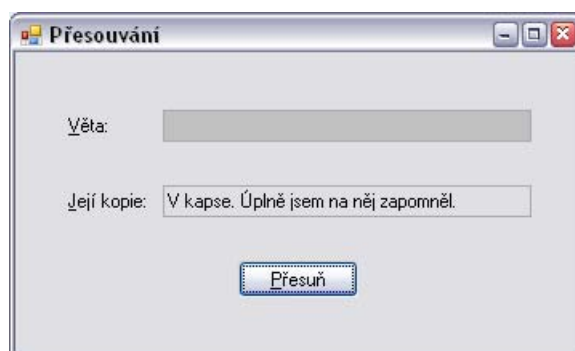 Přesouvání
Věta:
Její kopie: V kapse. Úplně jsem na něj zapomněl.
Přesuň